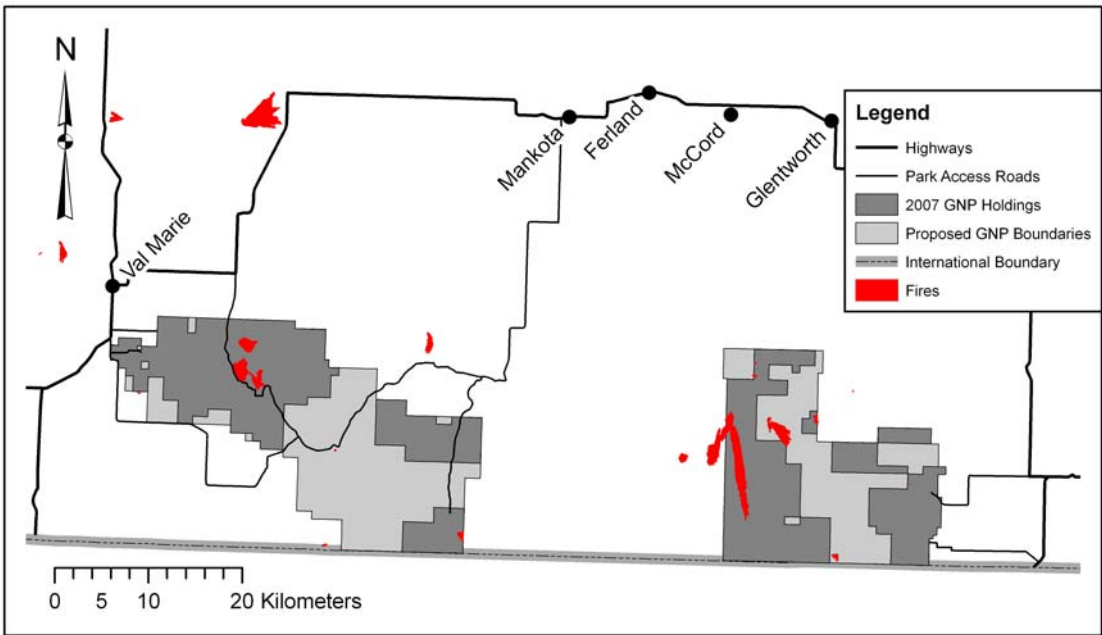 N
Val Marie
Mankota
Ferland
McCord
Glentworth
Legend
Highways
Park Access Roads
2007 GNP Holdings
Proposed GNP Boundaries
International Boundary
Fires
0 5 10 20 Kilometers